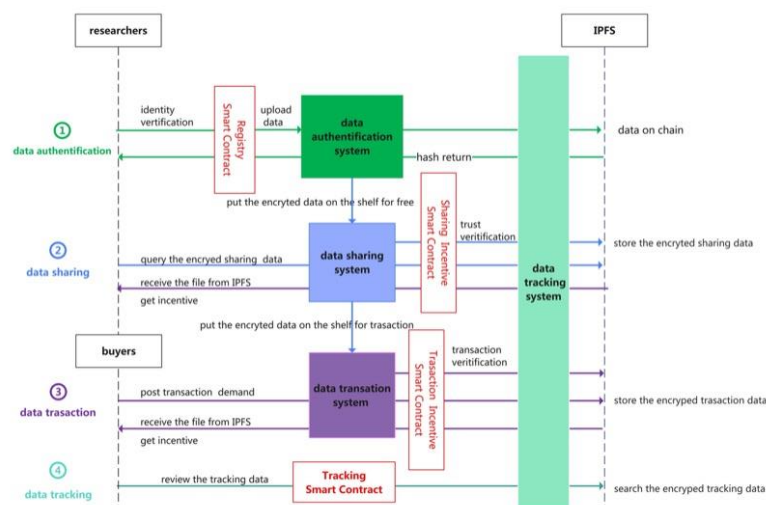 researchers
IPFS
identity
vertification
Registry
Smart Contract
upload
data
data
authentification
system
1
data authentification
data on chain
hash return
put the encryted data on the shelf for free
Sharing Incentive
Smart Contract
trust
veritification
2
data sharing
query the encryed sharing data
data sharing
system
store the encryted sharing data
data
tracking
system
receive the file from IPFS
get incentive
put the encryted data on the shelf for trasaction
buyers
Trasaction Incentive
Smart Contract
transaction
veritification
3
data trasaction
post transaction demand
data transation
system
store the encryped trasaction data
receive the file from IPFS
get incentive
4
data tracking
review the tracking data
Tracking
Smart Contract
search the encryped tracking data